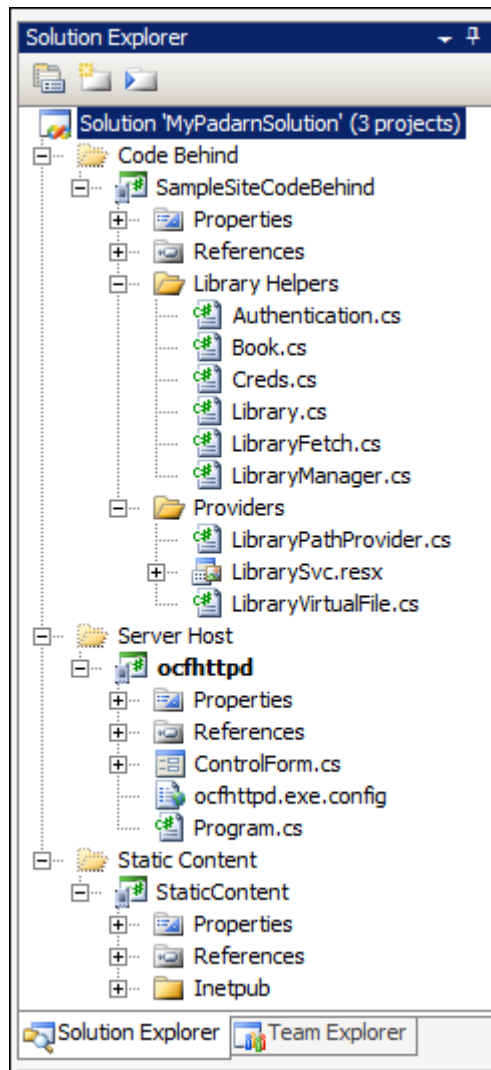 Solution Explorer
Solution 'MyPadarnSolution' (3 projects)
Code Behind
SampleSiteCodeBehind
Properties
References
Library Helpers
Authentication.cs
Book.cs
Creds.cs
Library.cs
LibraryFetch.cs
LibraryManager.cs
Providers
LibraryPathProvider.cs
LibrarySvc.resx
LibraryVirtualFile.cs
Server Host
ocfhttpd
Properties
References
ControlForm.cs
ocfhttpd.exe.config
Program.cs
Static Content
StaticContent
Properties
References
Inetpub
Solution Explorer Team Explorer